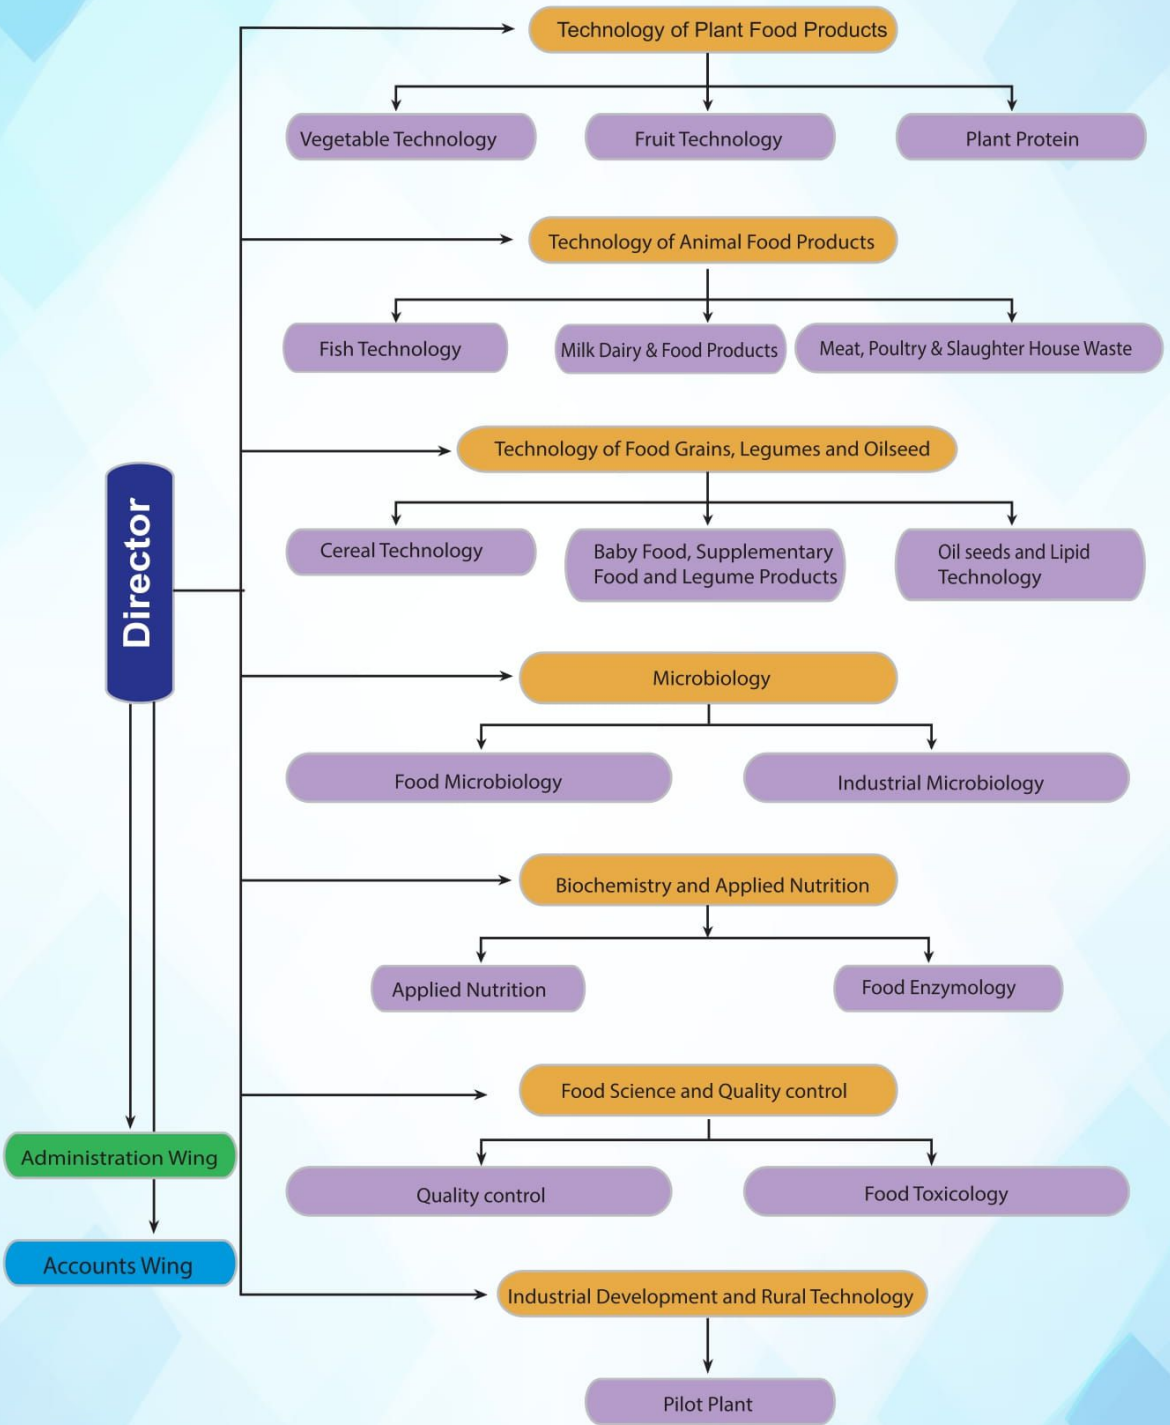 Technology of Plant Food Products
Vegetable Technology
Fruit Technology
Plant Protein
Technology of Animal Food Products
Fish Technology
Milk Dairy & Food Products
Meat, Poultry & Slaughter House Waste
Technology of Food Grains, Legumes and Oilseed
Cereal Technology
Baby Food, Supplementary
Food and Legume Products
Oil seeds and Lipid
Technology
Director
Microbiology
Food Microbiology
Industrial Microbiology
Biochemistry and Applied Nutrition
Applied Nutrition
Food Enzymology
Food Science and Quality control
Quality control
Food Toxicology
Administration Wing
Accounts Wing
Industrial Development and Rural Technology
Pilot Plant